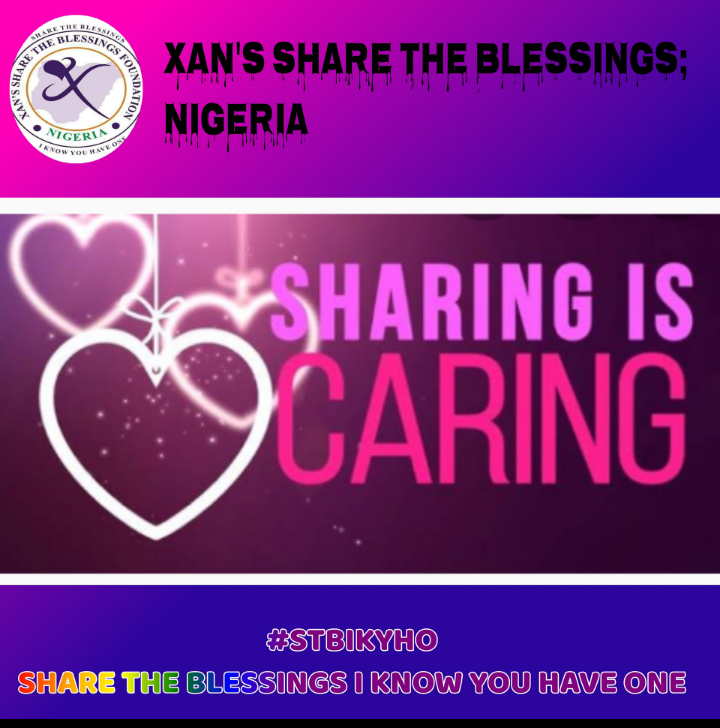 SHARE THE BLESSINGS
XAN'S SHARE THE BLESSINGS FOUNDATION
NIGERIA
I KNOW YOU HAVE ONE
XAN'S SHARE THE BLESSINGS;
NIGERIA
SHARING IS
CARING
#STBIKYHO
SHARE THE BLESSINGS I KNOW YOU HAVE ONE